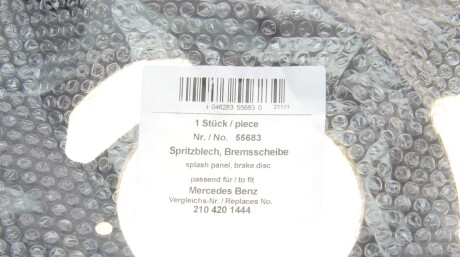 4 046283 55683 0 21111
1 Stück / piece
Nr. / No. 55683
Spritzblech, Bremsscheibe
splash panel, brake disc
passend für / to fit
Mercedes Benz
Vergleichs-Nr. / Replaces No.
210 420 1444